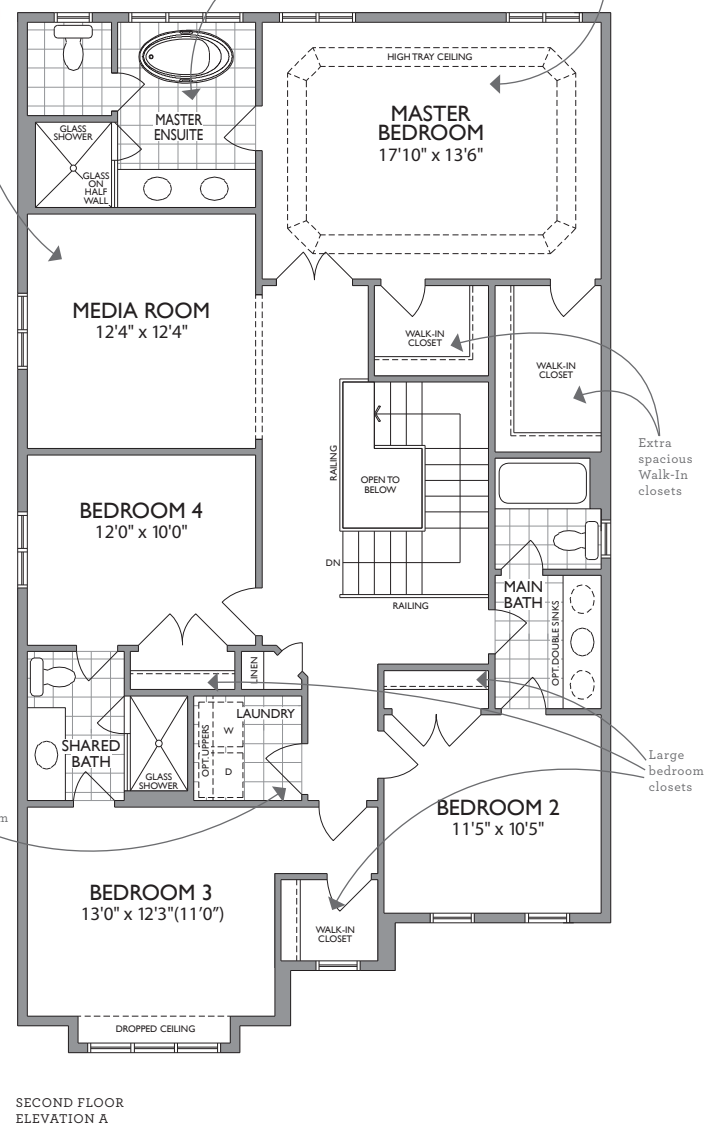 HIGH TRAY CEILING
MASTER
ENSUITE
MASTER
BEDROOM
17'10" x 13'6"
GLASS
SHOWER
GLASS
ON
HALF
WALL
MEDIA ROOM
12'4" x 12'4"
WALK-IN
CLOSET
WALK-IN
CLOSET
Extra
spacious
Walk-In
closets
RAILING
OPEN TO
BELOW
BEDROOM 4
12'0" x 10'0"
DN
RAILING
MAIN
BATH
OPT.DOUBLE SINKS
LINEN
LAUNDRY
OPT.UPPERS
W
D
SHARED
BATH
GLASS
SHOWER
Large
bedroom
closets
m
BEDROOM 2
11'5" x 10'5"
BEDROOM 3
13'0" x 12'3"(11'0")
WALK-IN
CLOSET
DROPPED CEILING
SECOND FLOOR
ELEVATION A